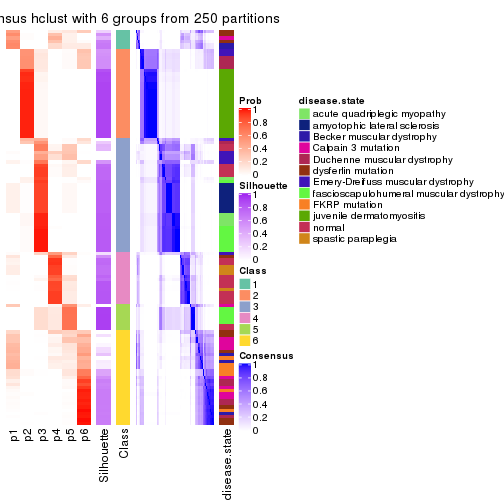 nsus hclust with 6 groups from 250 partitions
Prob
1
0.8
0.6
0.4
0.2
0
Silhouette
1
0.8
0.6
0.4
0.2
0
Class
1
2
3
4
5
6
Consensus
1
0.8
0.6
0.4
0.2
0
disease.state
acute quadriplegic myopathy
amyotrophic lateral sclerosis
Becker muscular dystrophy
Calpain 3 mutation
Duchenne muscular dystrophy
dysferlin mutation
Emery-Dreifuss muscular dystrophy
fascioscapulohumeral muscular dystrophy
FKRP mutation
juvenile dermatomyositis
normal
spastic paraplegia
p1
p2
p3
p4
p5
p6
Silhouette
Class
disease.state